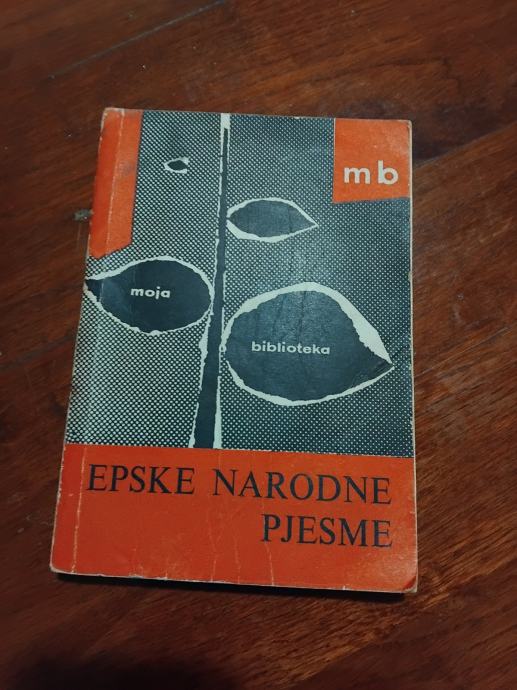 mb
moja
biblioteka
EPSKE NARODNE
PJESME